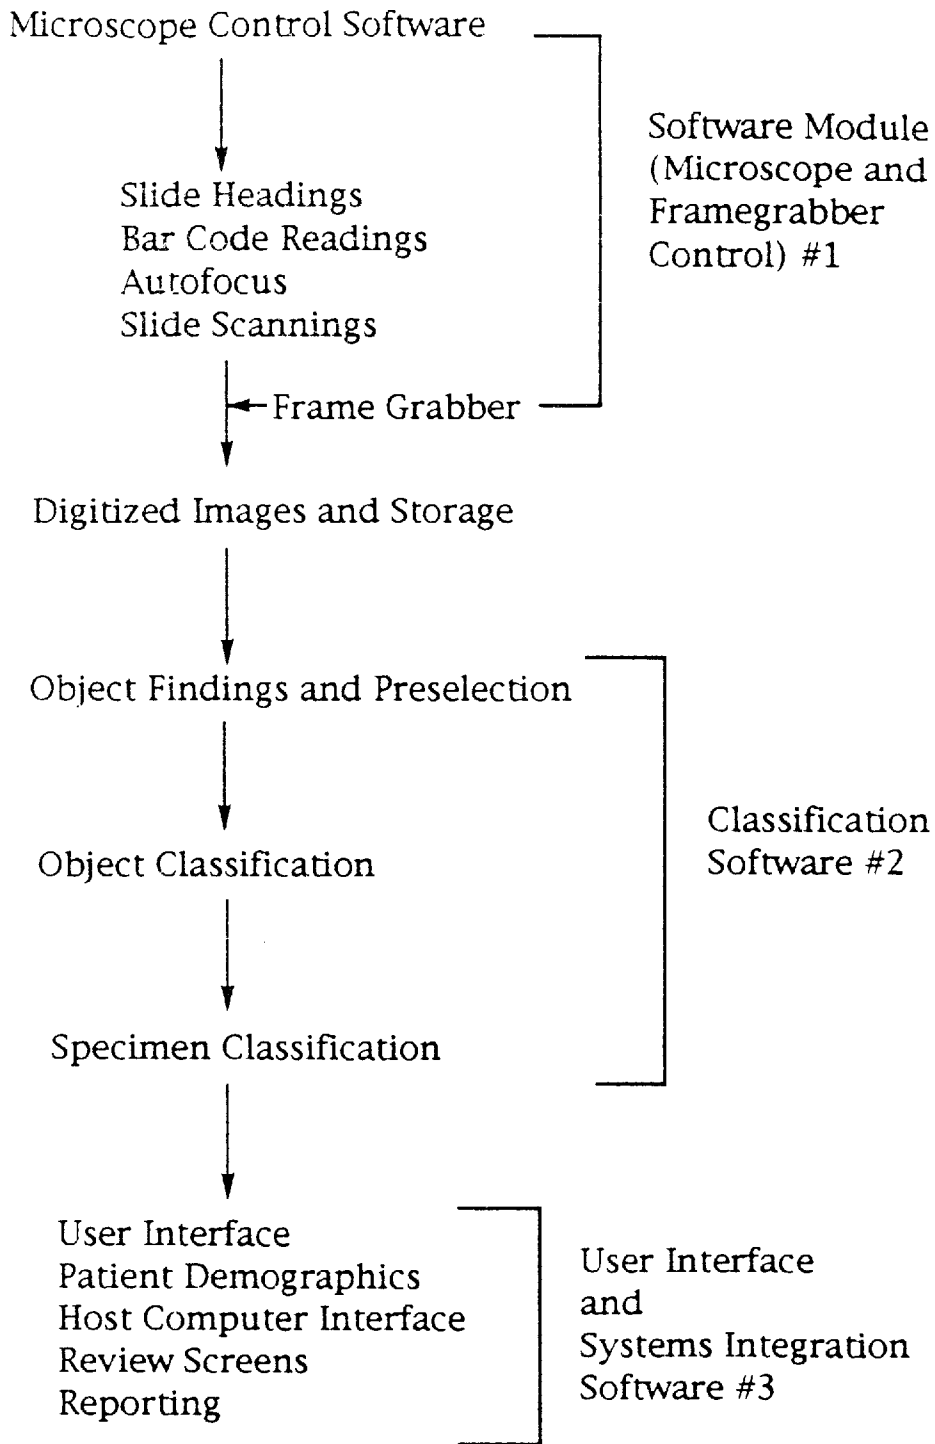 Microscope Control Software
Software Module
(Microscope and
Framegrabber
Control) #1
Slide Headings
Bar Code Readings
Autofocus
Slide Scannings
Frame Grabber
Digitized Images and Storage
Object Findings and Preselection
Classification
Software #2
Object Classification
Specimen Classification
User Interface
Patient Demographics
Host Computer Interface
Review Screens
Reporting
User Interface
and
Systems Integration
Software #3